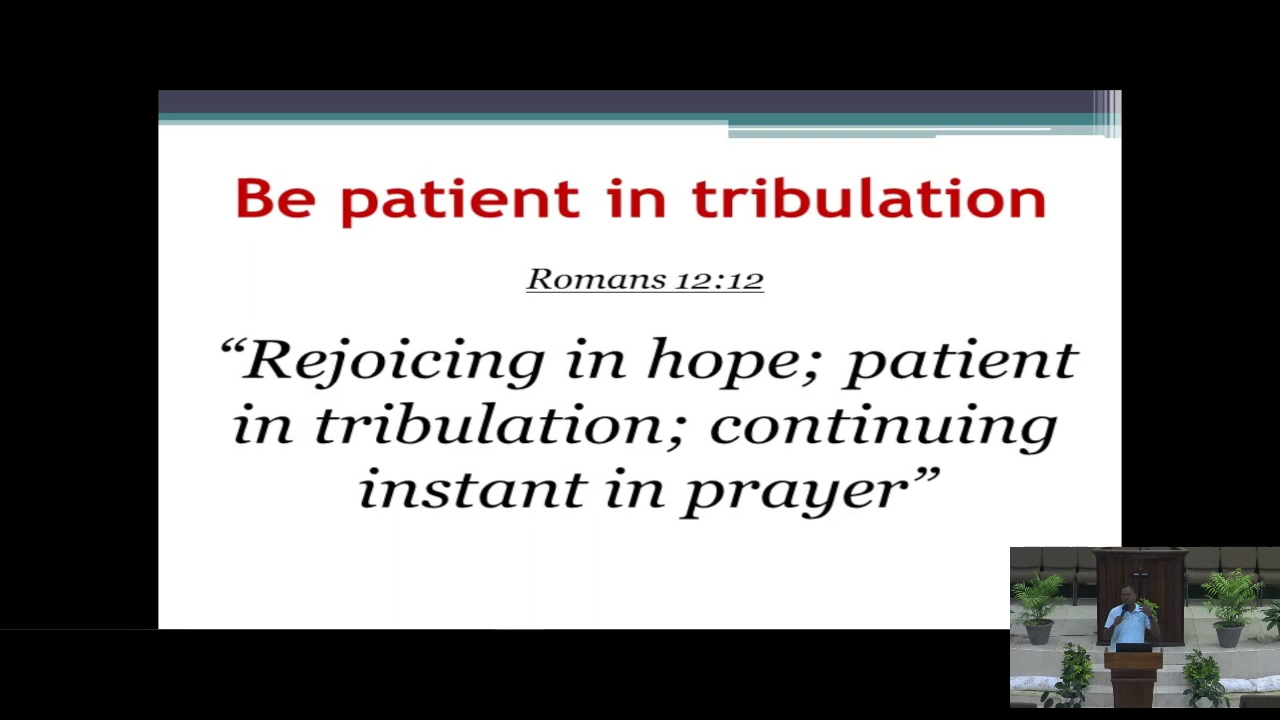 Be patient in tribulation
Romans 12:12
“Rejoicing in hope; patient
in tribulation; continuing
instant in prayer”